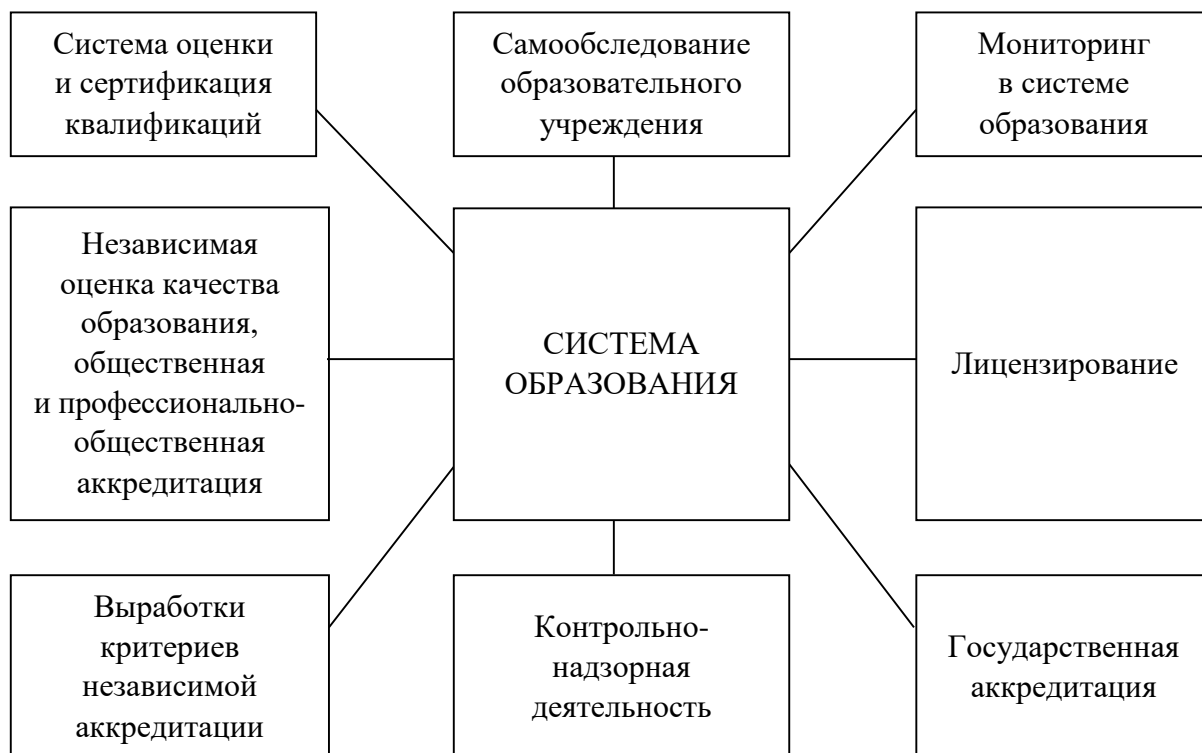 Система оценки
и сертификация
квалификаций
Самообследование
образовательного
учреждения
Мониторинг
в системе
образования
Независимая
оценка качества
образования,
общественная
и профессионально-
общественная
аккредитация
СИСТЕМА
ОБРАЗОВАНИЯ
Лицензирование
Выработки
критериев
независимой
аккредитации
Контрольно-
надзорная
деятельность
Государственная
аккредитация